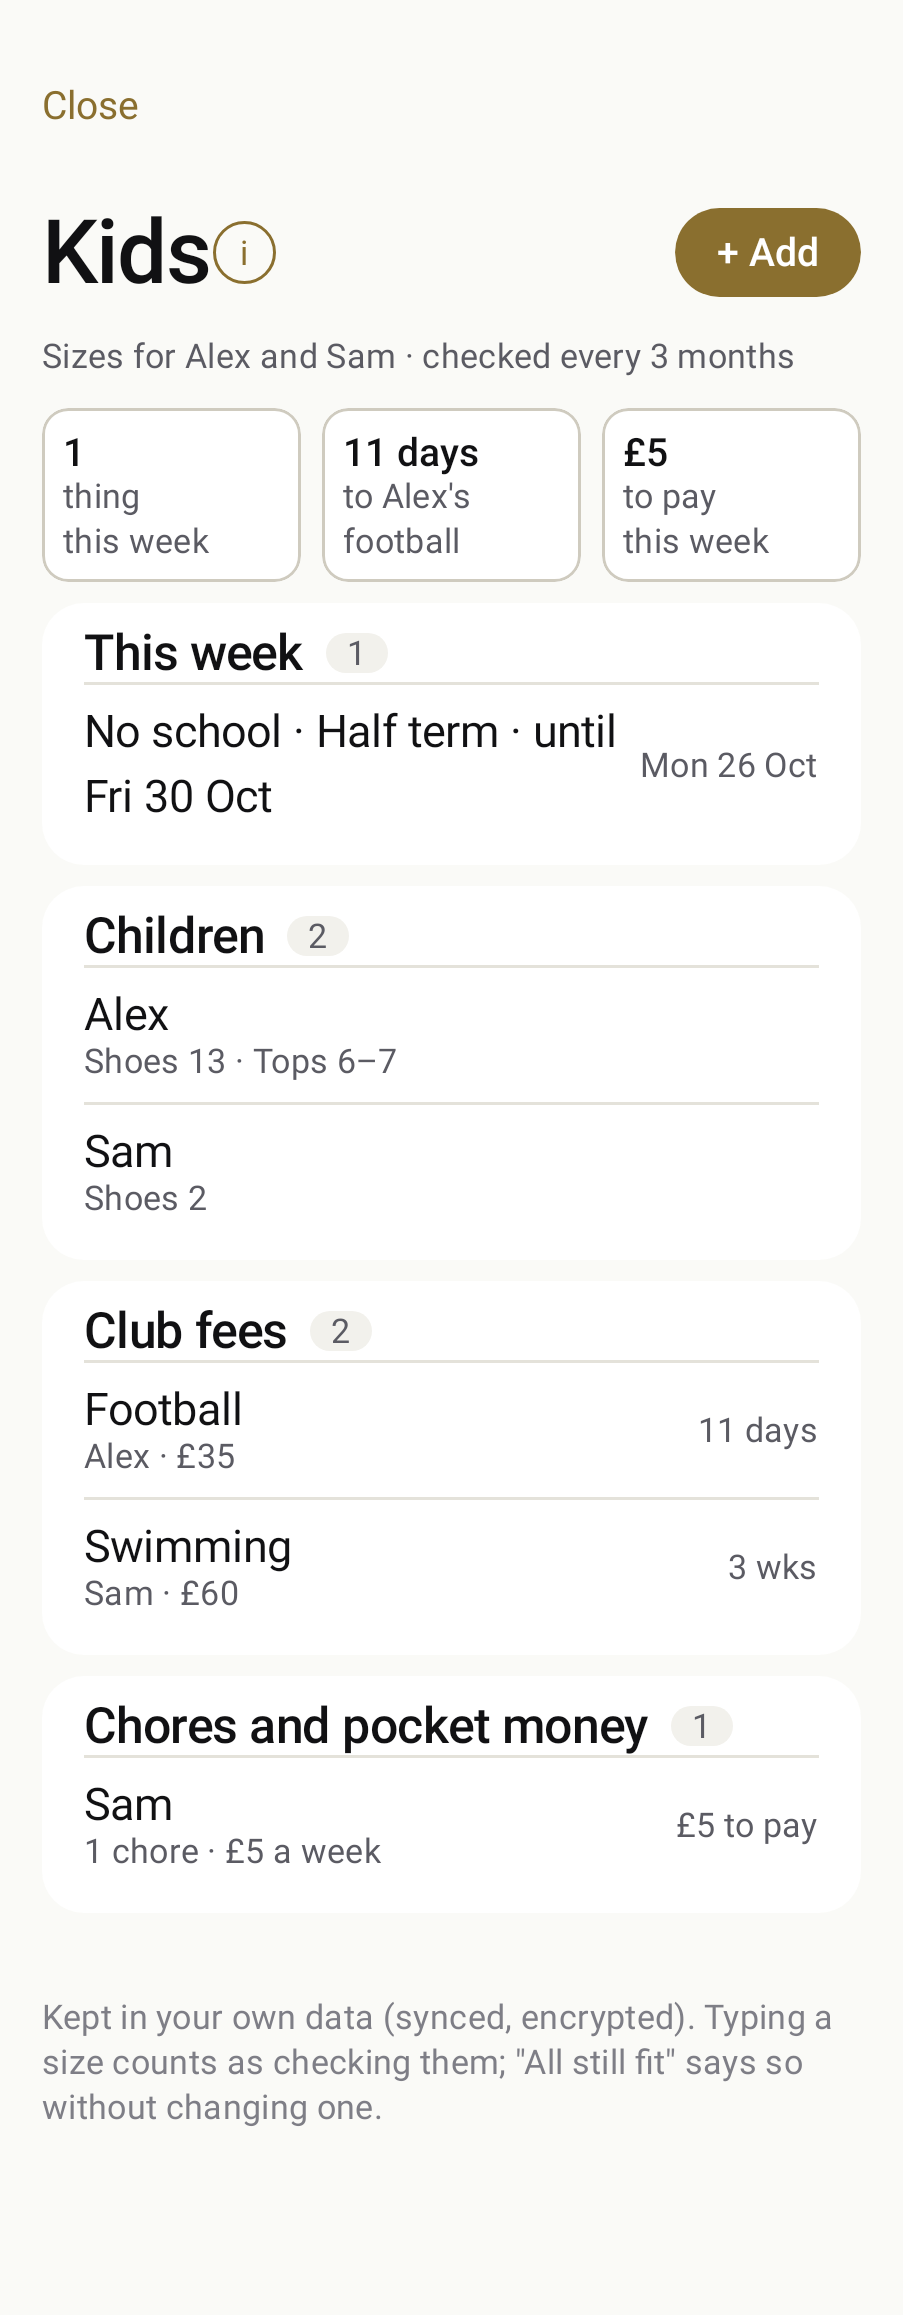 Close
Kids i
+ Add
Sizes for Alex and Sam · checked every 3 months
1
thing
this week
11 days
to Alex's
football
£5
to pay
this week
This week 1
No school · Half term · until
Fri 30 Oct
Mon 26 Oct
Children 2
Alex
Shoes 13 · Tops 6–7
Sam
Shoes 2
Club fees 2
Football
Alex · £35
11 days
Swimming
Sam · £60
3 wks
Chores and pocket money 1
Sam
1 chore · £5 a week
£5 to pay
Kept in your own data (synced, encrypted). Typing a
size counts as checking them; "All still fit" says so
without changing one.